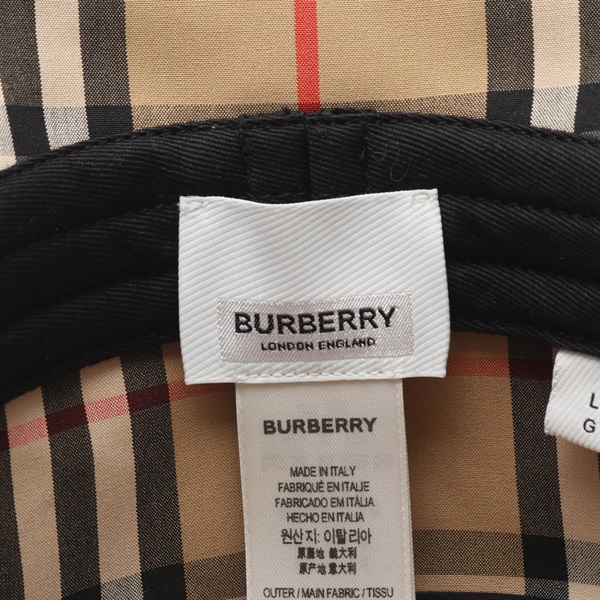 BURBERRY
LONDON ENGLAND
L
G
BURBERRY
MADE IN ITALY
FABRIQUÉ EN ITALIE
FABRICADO EM ITÁLIA
HECHO EN ITALIA
원산지: 이탈리아
原產地 義大利
原产地 意大利
OUTER / MAIN FABRIC / TISSU